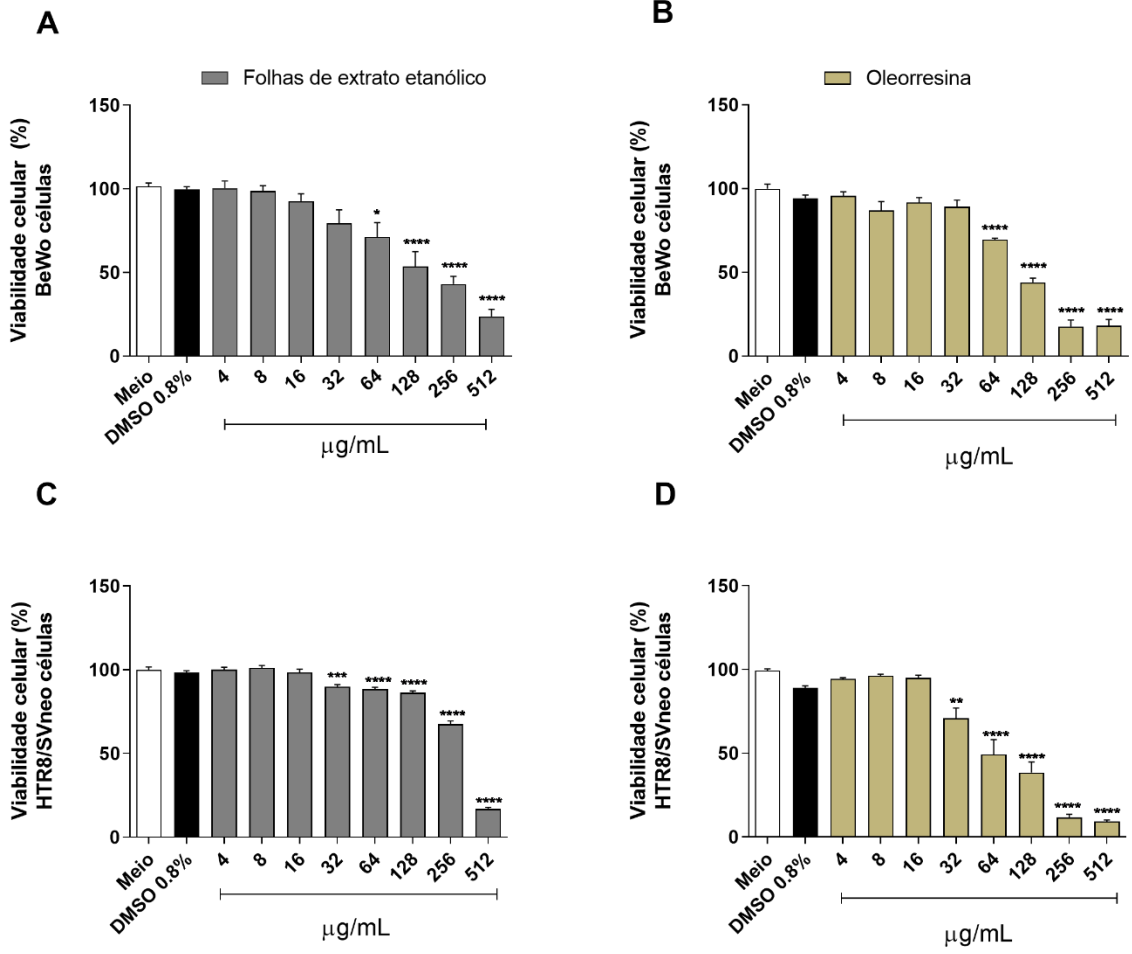 A
Folhas de extrato etanólico
Viabilidade celular (%)
BeWo células
150
100
50
0
*
****
****
****
Meio
DMSO 0.8%
4
8
16
32
64
128
256
512
μg/mL
B
Oleorresina
Viabilidade celular (%)
BeWo células
150
100
50
0
****
****
****
****
Meio
DMSO 0.8%
4
8
16
32
64
128
256
512
μg/mL
C
Viabilidade celular (%)
HTR8/SVneo células
150
100
50
0
***
****
****
****
****
Meio
DMSO 0.8%
4
8
16
32
64
128
256
512
μg/mL
D
Viabilidade celular (%)
HTR8/SVneo células
150
100
50
0
**
****
****
****
****
Meio
DMSO 0.8%
4
8
16
32
64
128
256
512
μg/mL